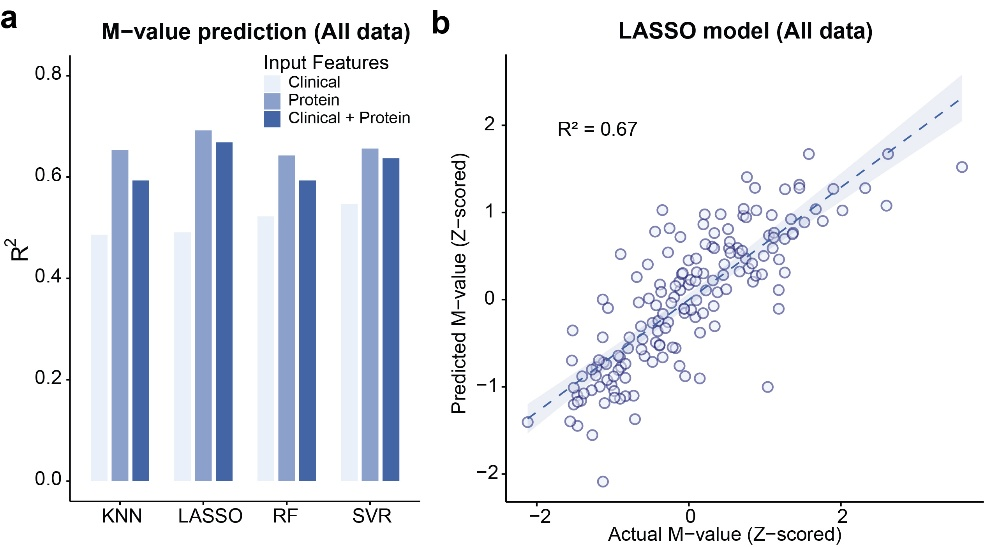 a
M−value prediction (All data)
Input Features
Clinical
Protein
Clinical + Protein
R²
0.8
0.6
0.4
0.2
0.0
KNN LASSO RF SVR
b
LASSO model (All data)
R² = 0.67
Predicted M−value (Z−scored)
2
1
0
−1
−2
−2 0 2
Actual M−value (Z−scored)